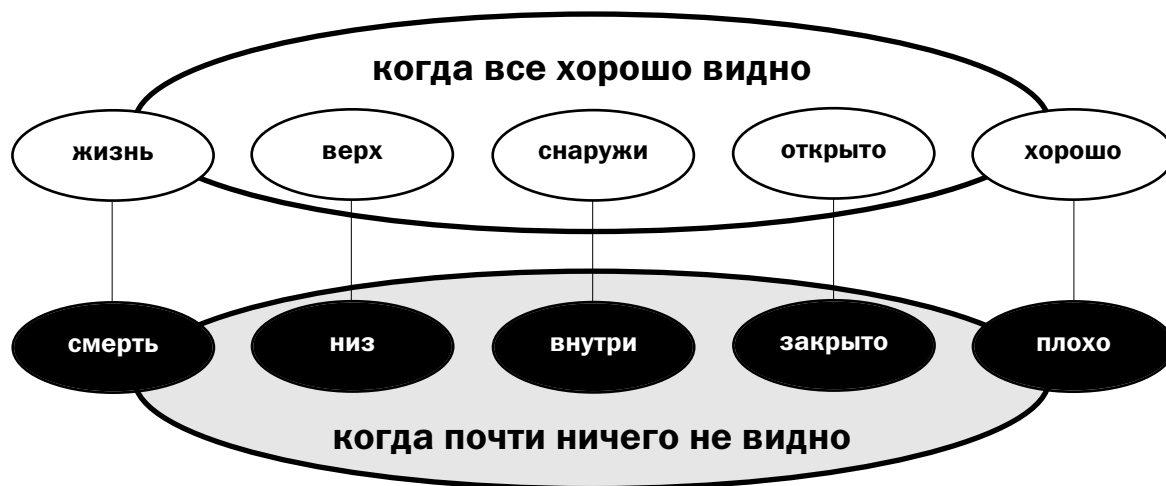 когда все хорошо видно
жизнь верх снаружи открыто хорошо
смерть низ внутри закрыто плохо
когда почти ничего не видно